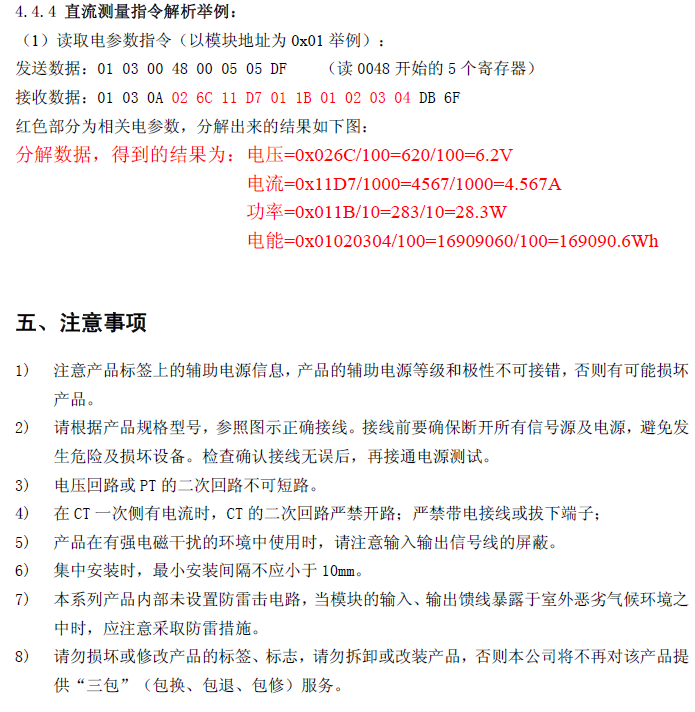 4.4.4 直流测量指令解析举例：
（1）读取电参数指令（以模块地址为 0x01 举例）：
发送数据：01 03 00 48 00 05 05 DF （读 0048 开始的 5 个寄存器）
接收数据：01 03 0A 02 6C 11 D7 01 1B 01 02 03 04 DB 6F
红色部分为相关电参数，分解出来的结果如下图：
分解数据，得到的结果为：电压=0x026C/100=620/100=6.2V
电流=0x11D7/1000=4567/1000=4.567A
功率=0x011B/10=283/10=28.3W
电能=0x01020304/100=16909060/100=169090.6Wh
五、注意事项
1) 注意产品标签上的辅助电源信息，产品的辅助电源等级和极性不可接错，否则有可能损坏
产品。
2) 请根据产品规格型号，参照图示正确接线。接线前要确保断开所有信号源及电源，避免发
生危险及损坏设备。检查确认接线无误后，再接通电源测试。
3) 电压回路或 PT 的二次回路不可短路。
4) 在 CT 一次侧有电流时，CT 的二次回路严禁开路；严禁带电接线或拔下端子；
5) 产品在有强电磁干扰的环境中使用时，请注意输入输出信号线的屏蔽。
6) 集中安装时，最小安装间隔不应小于 10mm。
7) 本系列产品内部未设置防雷击电路，当模块的输入、输出馈线暴露于室外恶劣气候环境之
中时，应注意采取防雷措施。
8) 请勿损坏或修改产品的标签、标志，请勿拆卸或改装产品，否则本公司将不再对该产品提
供“三包”（包换、包退、包修）服务。